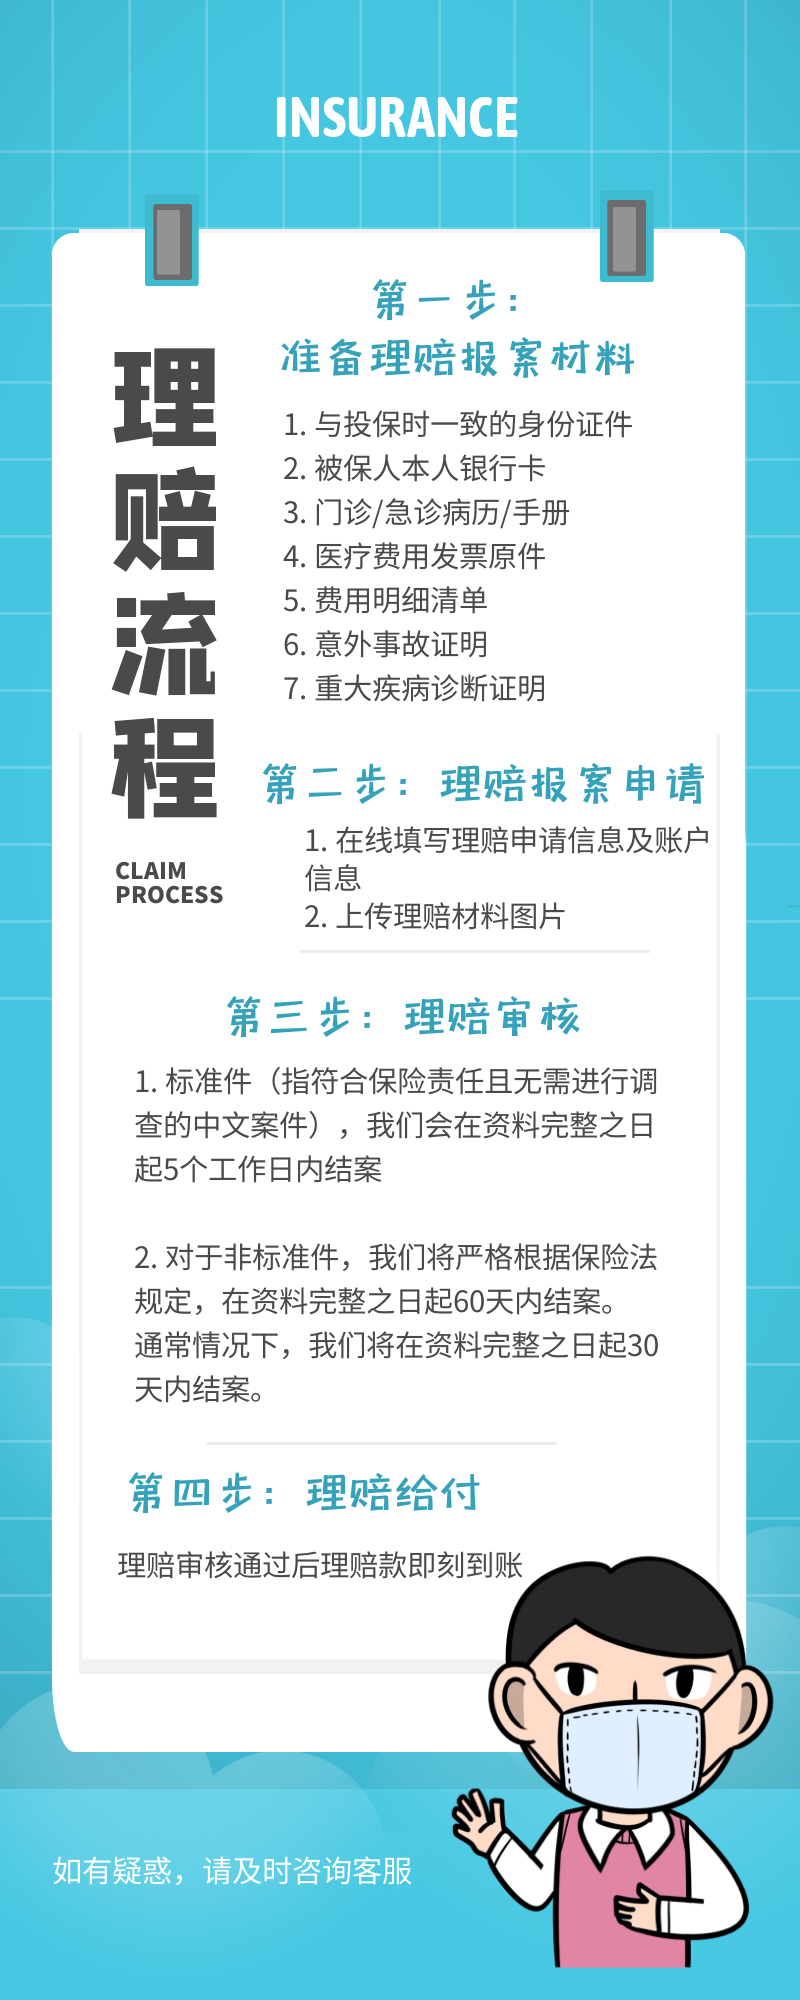 INSURANCE
理
赔
流
程
CLAIM
PROCESS
第一步：
准备理赔报案材料
1. 与投保时一致的身份证件
2. 被保人本人银行卡
3. 门诊/急诊病历/手册
4. 医疗费用发票原件
5. 费用明细清单
6. 意外事故证明
7. 重大疾病诊断证明
第二步：理赔报案申请
1. 在线填写理赔申请信息及账户
信息
2. 上传理赔材料图片
第三步：理赔审核
1. 标准件（指符合保险责任且无需进行调
查的中文案件），我们会在资料完整之日
起5个工作日内结案
2. 对于非标准件，我们将严格根据保险法
规定，在资料完整之日起60天内结案。
通常情况下，我们将在资料完整之日起30
天内结案。
第四步：理赔给付
理赔审核通过后理赔款即刻到账
如有疑惑，请及时咨询客服